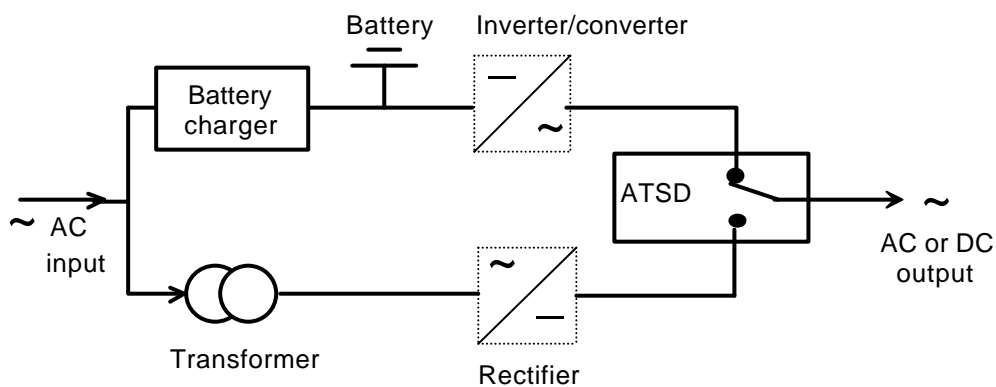 Battery
Inverter/converter
Battery
charger
—
~
ATSD
~
AC
input
~
AC or DC
output
~
—
Transformer
Rectifier